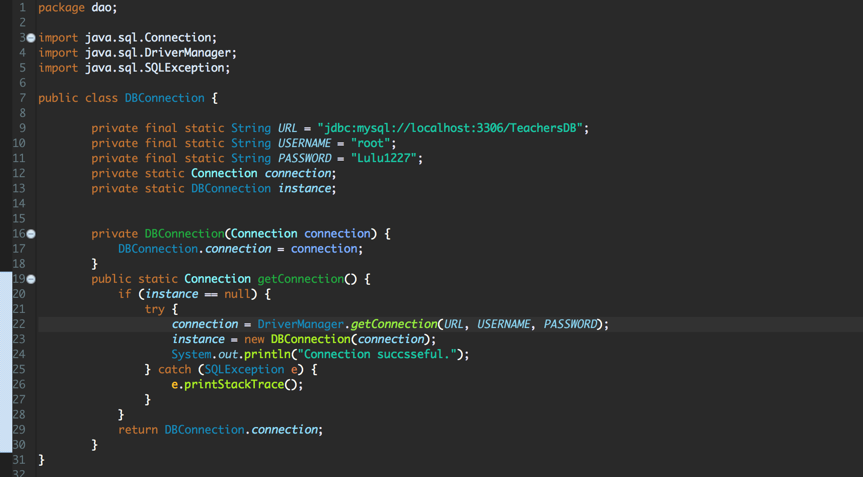 1 package dao;
2
3 import java.sql.Connection;
4 import java.sql.DriverManager;
5 import java.sql.SQLException;
6
7 public class DBConnection {
8
9 private final static String URL = "jdbc:mysql://localhost:3306/TeachersDB";
10 private final static String USERNAME = "root";
11 private final static String PASSWORD = "Lulu1227";
12 private static Connection connection;
13 private static DBConnection instance;
14
15
16 private DBConnection(Connection connection) {
17 DBConnection.connection = connection;
18 }
19 public static Connection getConnection() {
20 if (instance == null) {
21 try {
22 connection = DriverManager.getConnection(URL, USERNAME, PASSWORD);
23 instance = new DBConnection(connection);
24 System.out.println("Connection succsseful.");
25 } catch (SQLException e) {
26 e.printStackTrace();
27 }
28 }
29 return DBConnection.connection;
30 }
31 }
32